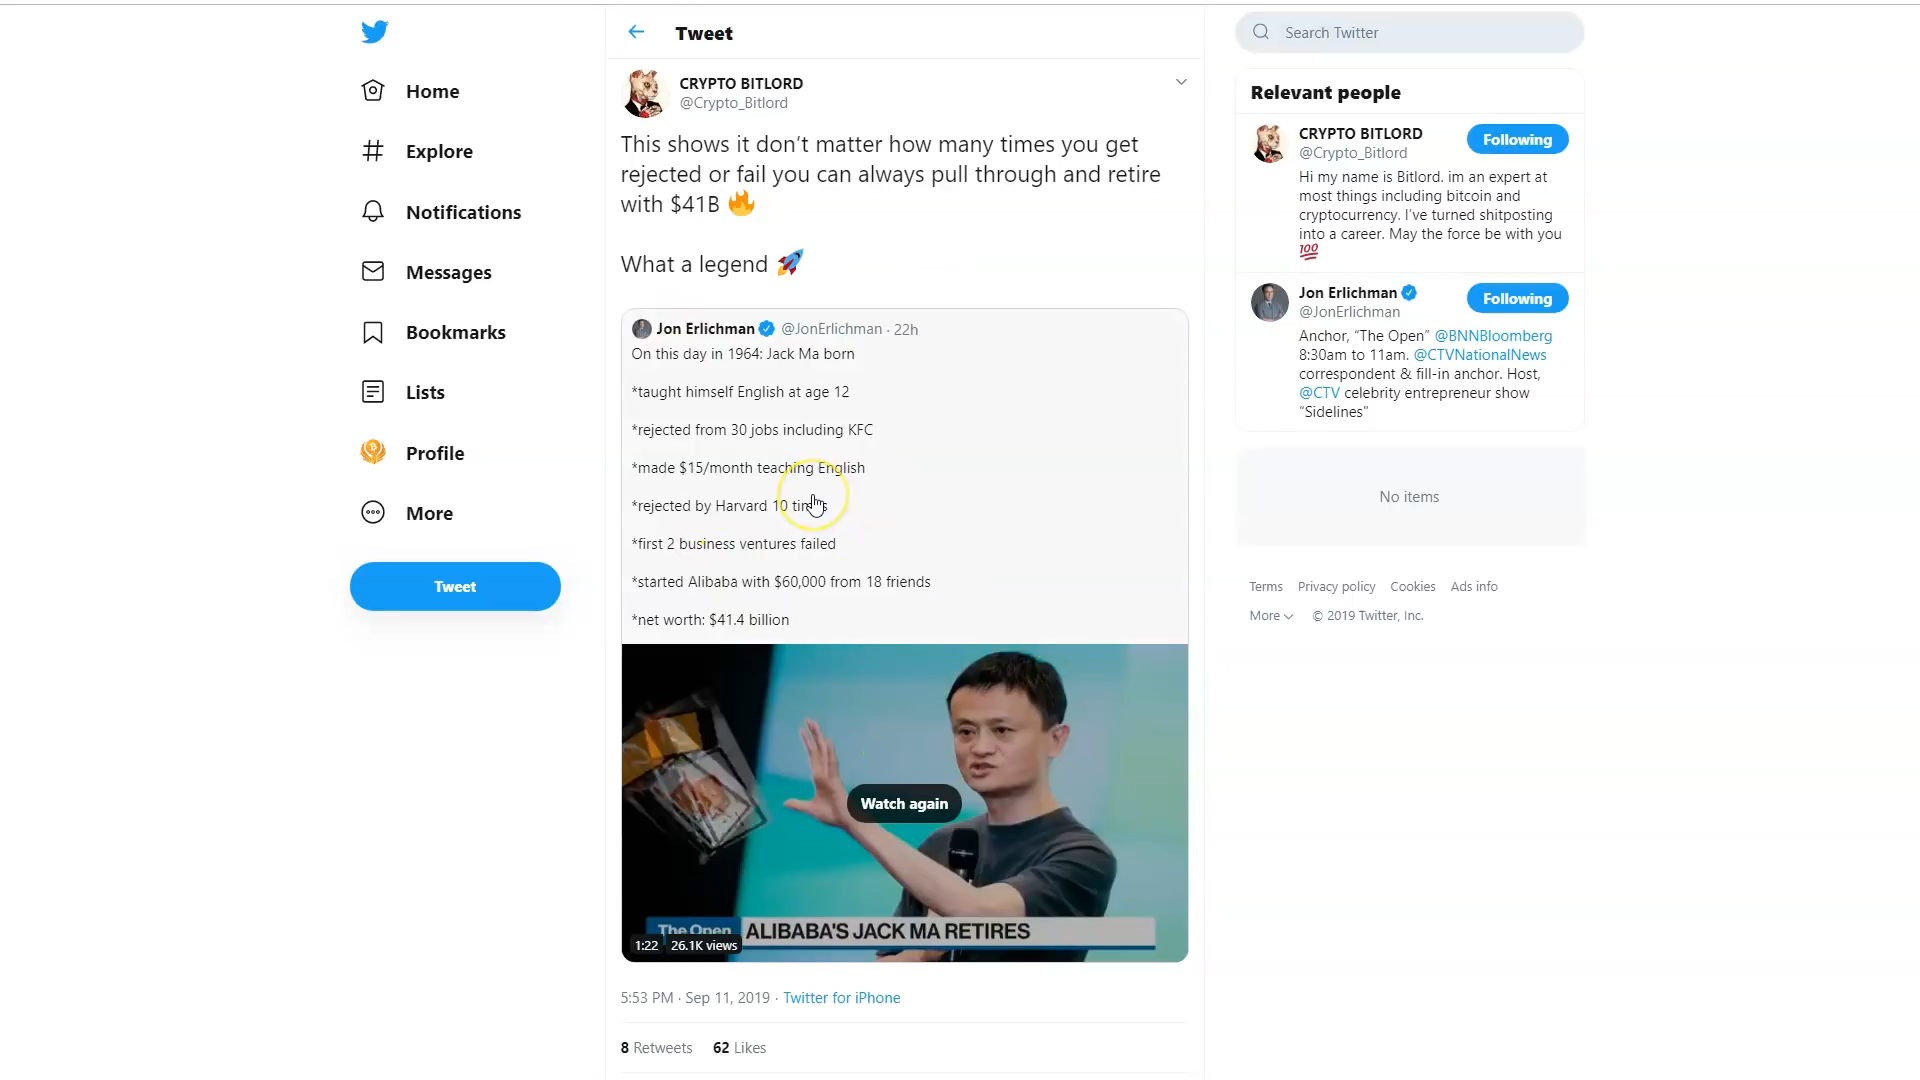 Home
Explore
Notifications
Messages
Bookmarks
Lists
Profile
More
Tweet
Tweet
CRYPTO BITLORD
@Crypto_Bitlord
This shows it don’t matter how many times you get
rejected or fail you can always pull through and retire
with $41B 🔥
What a legend 🚀
Jon Erlichman @JonErlichman · 22h
On this day in 1964: Jack Ma born
*taught himself English at age 12
*rejected from 30 jobs including KFC
*made $15/month teaching English
*rejected by Harvard 10 times
*first 2 business ventures failed
*started Alibaba with $60,000 from 18 friends
*net worth: $41.4 billion
Watch again
The Open ALIBABA'S JACK MA RETIRES
1:22 26.1K views
5:53 PM · Sep 11, 2019 · Twitter for iPhone
8 Retweets 62 Likes
Search Twitter
Relevant people
CRYPTO BITLORD
@Crypto_Bitlord
Following
Hi my name is Bitlord. im an expert at
most things including bitcoin and
cryptocurrency. I’ve turned shitposting
into a career. May the force be with you
💯
Jon Erlichman
@JonErlichman
Following
Anchor, “The Open” @BNNBloomberg
8:30am to 11am. @CTVNationalNews
correspondent & fill-in anchor. Host,
@CTV celebrity entrepreneur show
“Sidelines"
No items
Terms Privacy policy Cookies Ads info
More © 2019 Twitter, Inc.